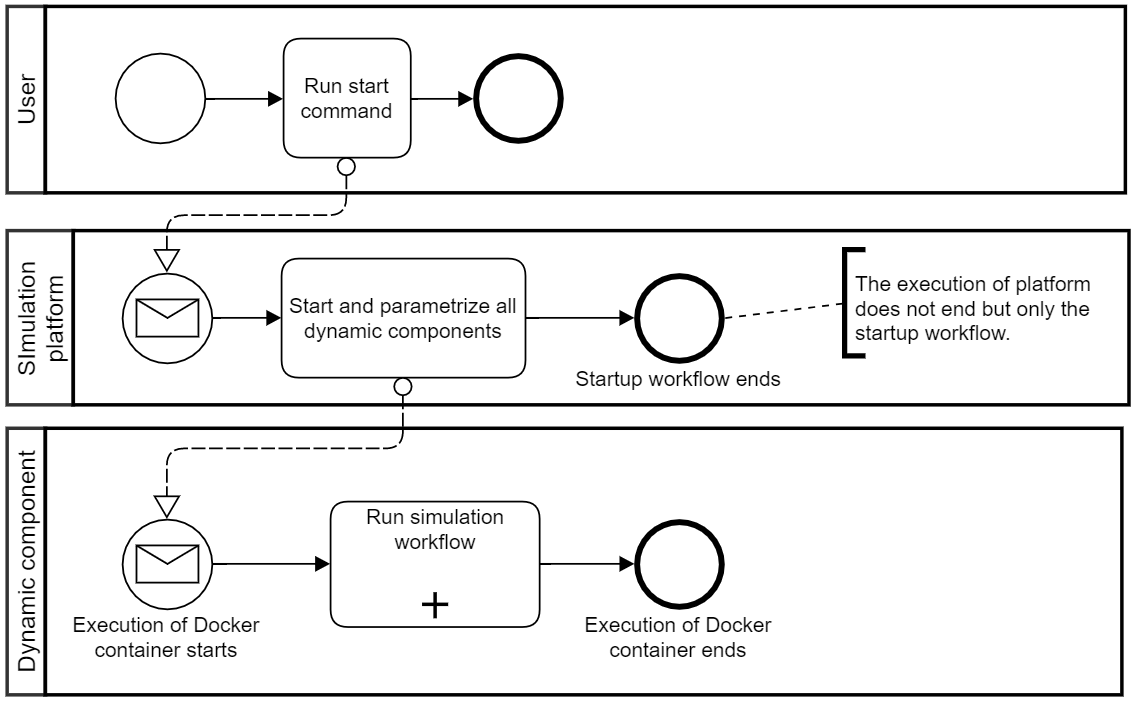 User
Run start
command
SImulation
platform
Start and parametrize all
dynamic components
Startup workflow ends
The execution of platform
does not end but only the
startup workflow.
Dynamic component
Execution of Docker
container starts
Run simulation
workflow
Execution of Docker
container ends